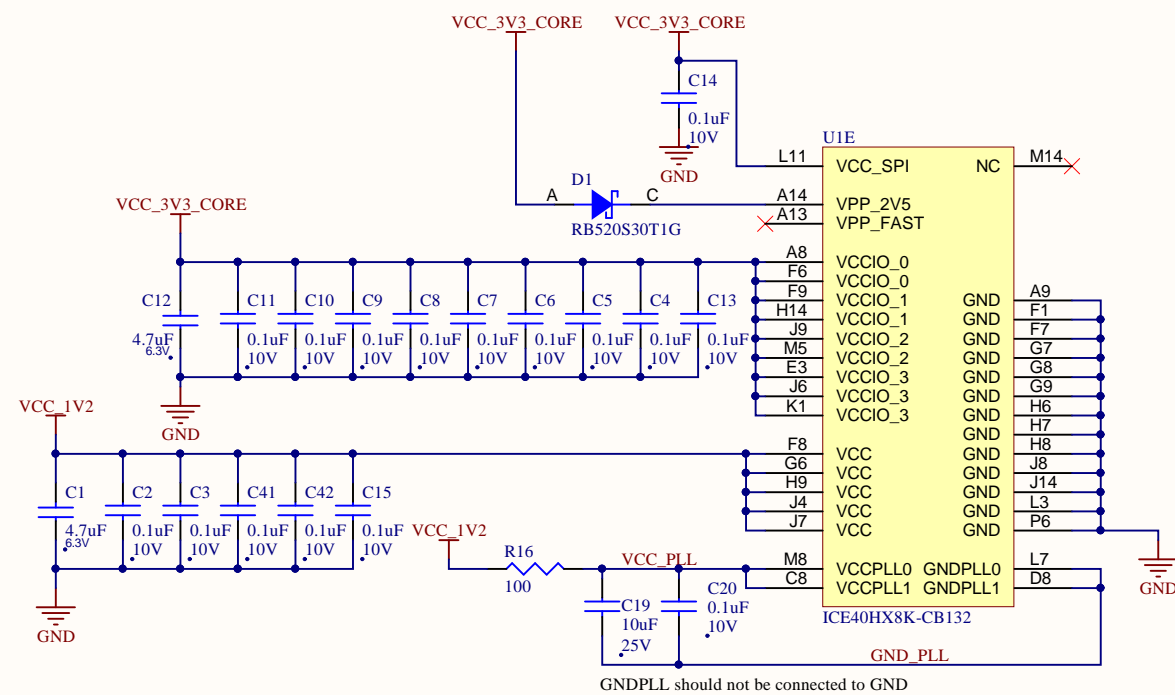 VCC_3V3_CORE
VCC_3V3_CORE
C14
0.1uF
10V
GND
U1E
L11 VCC_SPI
NC M14
D1
A C
RB520S30T1G
A14 VPP_2V5
A13 VPP_FAST
VCC_3V3_CORE
C12
4.7uF
6.3V
C11
0.1uF
10V
C10
0.1uF
10V
C9
0.1uF
10V
C8
0.1uF
10V
C7
0.1uF
10V
C6
0.1uF
10V
C5
0.1uF
10V
C4
0.1uF
10V
C13
0.1uF
10V
GND
A8 VCCIO_0
F6 VCCIO_0
F9 VCCIO_1
H14 VCCIO_1
J9 VCCIO_2
M5 VCCIO_2
E3 VCCIO_3
J6 VCCIO_3
K1 VCCIO_3
GND A9
GND F1
GND F7
GND G7
GND G8
GND G9
GND H6
GND H7
GND H8
GND J8
GND J14
GND L3
GND P6
GND
VCC_1V2
C1
4.7uF
6.3V
C2
0.1uF
10V
C3
0.1uF
10V
C41
0.1uF
10V
C42
0.1uF
10V
C15
0.1uF
10V
GND
F8 VCC
G6 VCC
H9 VCC
J4 VCC
J7 VCC
VCC_1V2
R16
100
VCC_PLL
C19
10uF
25V
C20
0.1uF
10V
M8 VCCPLL0
C8 VCCPLL1
GNDPLL0 L7
GNDPLL1 D8
ICE40HX8K-CB132
GND_PLL
GNDPLL should not be connected to GND